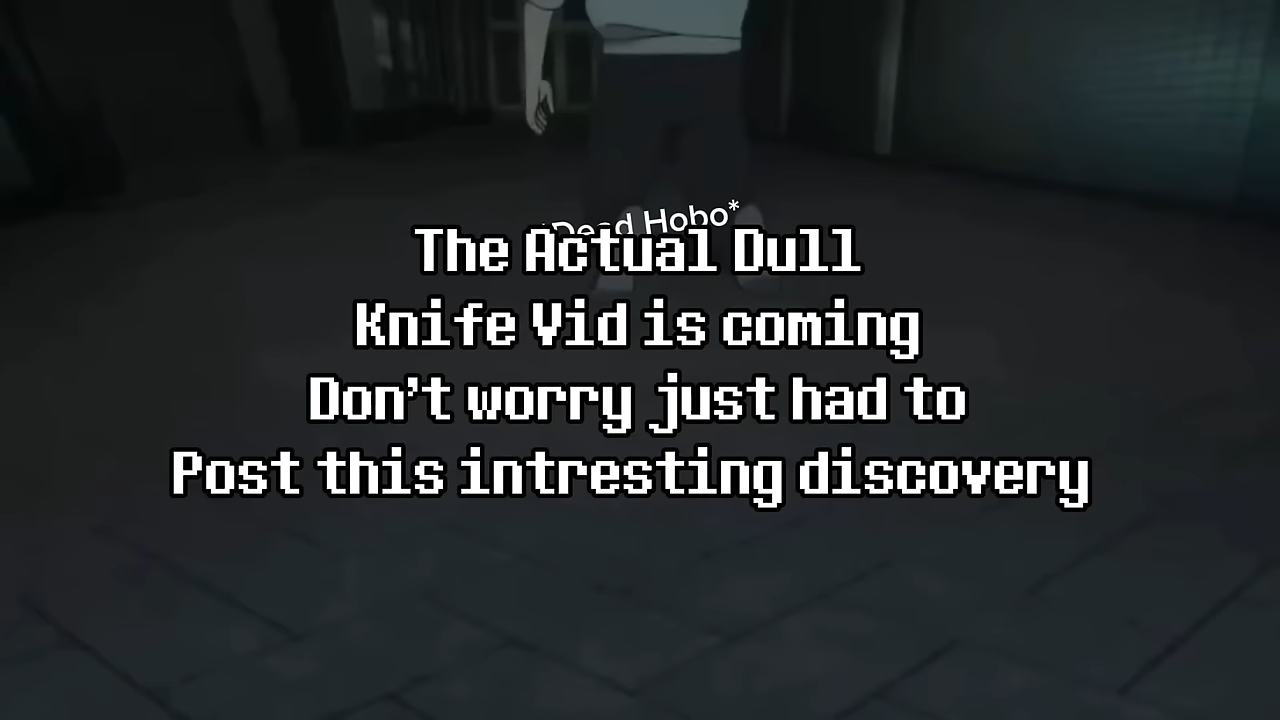 *Dead Hobo*
The Actual Dull
Knife Vid is coming
Don't worry just had to
Post this intresting discovery